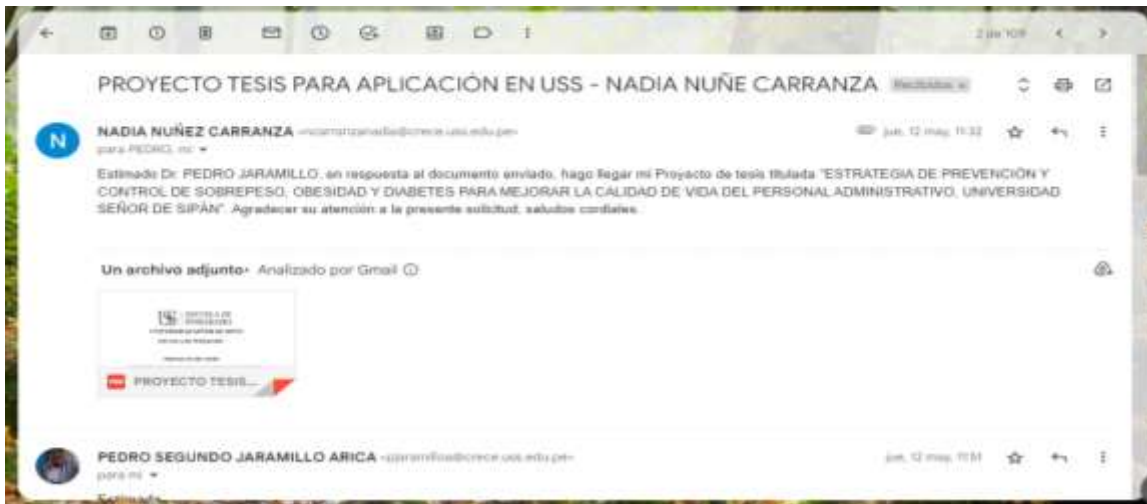 2 de 109
PROYECTO TESIS PARA APLICACIÓN EN USS - NADIA NUÑE CARRANZA Recibidos x
N
NADIA NUÑEZ CARRANZA
para PEDRO, mí
jue, 12 may, 11:32
Estimado Dr. PEDRO JARAMILLO, en respuesta al documento enviado, hago llegar mi Proyecto de tesis titulada "ESTRATEGIA DE PREVENCIÓN Y
CONTROL DE SOBREPESO, OBESIDAD Y DIABETES PARA MEJORAR LA CALIDAD DE VIDA DEL PERSONAL ADMINISTRATIVO, UNIVERSIDAD
SEÑOR DE SIPÁN". Agradecer su atención a la presente solicitud, saludos cordiales.
Un archivo adjunto• Analizado por Gmail
PROYECTO TESIS...
PEDRO SEGUNDO JARAMILLO ARICA
jue, 12 may, 11:51
para mí